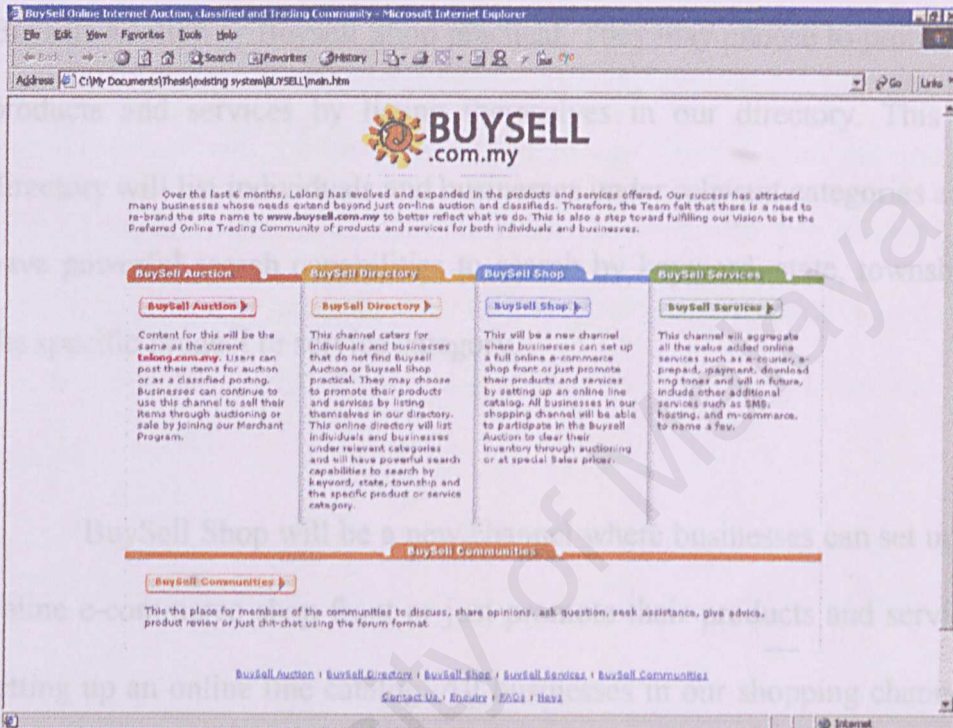 BuySell Online Internet Auction, classified and Trading Community - Microsoft Internet Explorer
File Edit View Favorites Tools Help
Back Search Favorites History
Address C:\My Documents\Thesis\existing system\BUYSELL\main.htm Go Links
products and services by listing themselves in our directory. This
BUYSELL
.com.my
directory will list individuals and businesses under relevant categories
Over the last 6 months, Lelong has evolved and expanded in the products and services offered. Our success has attracted
many businesses whose needs extend beyond just on-line auction and classifieds. Therefore, the Team felt that there is a need to
re-brand the site name to www.buysell.com.my to better reflect what we do. This is also a step toward fulfilling our Vision to be the
Preferred Online Trading Community of products and services for both individuals and businesses.
have powerful search capabilities to search by keyword, state, township
BuySell Auction BuySell Directory BuySell Shop BuySell Services
BuySell Auction
Content for this will be the
same as the current
lelong.com.my. Users can
post their items for auction
or as a classified posting.
Businesses can continue to
use this channel to sell their
items through auctioning or
sale by joining our Merchant
Program.
BuySell Directory
This channel caters for
individuals and businesses
that do not find Buysell
Auction or Buysell Shop
practical. They may choose
to promote their products
and services by listing
themselves in our directory.
This online directory will list
individuals and businesses
under relevant categories
and will have powerful search
capabilities to search by
keyword, state, township and
the specific product or service
category.
BuySell Shop
This will be a new channel
where businesses can set up
a full online e-commerce
shop front or just promote
their products and services
by setting up an online line
catalog. All businesses in our
shopping channel will be able
to participate in the Buysell
Auction to clear their
inventory through auctioning
or at special Sales prices.
BuySell Services
This channel will aggregate
all the value added online
services such as e-courier, e-
prepaid, ipayment, download
ring toner and will in future,
include other additional
services such as SMS,
hosting, and m-commerce,
to name a few.
BuySell Shop will be a new channel where businesses can set up
BuySell Communities
BuySell Communities
This the place for members of the communities to discuss, share opinions, ask question, seek assistance, give advice,
product review or just chit-chat using the forum format.
online e-commerce shop front or just promote their products and
BuySell Auction | BuySell Directory | BuySell Shop | BuySell Services | BuySell Communities
setting up an online line catalog. All businesses in our shopping channel
Contact Us | Enquiry | FAQs | Next
Internet
University of Malaya